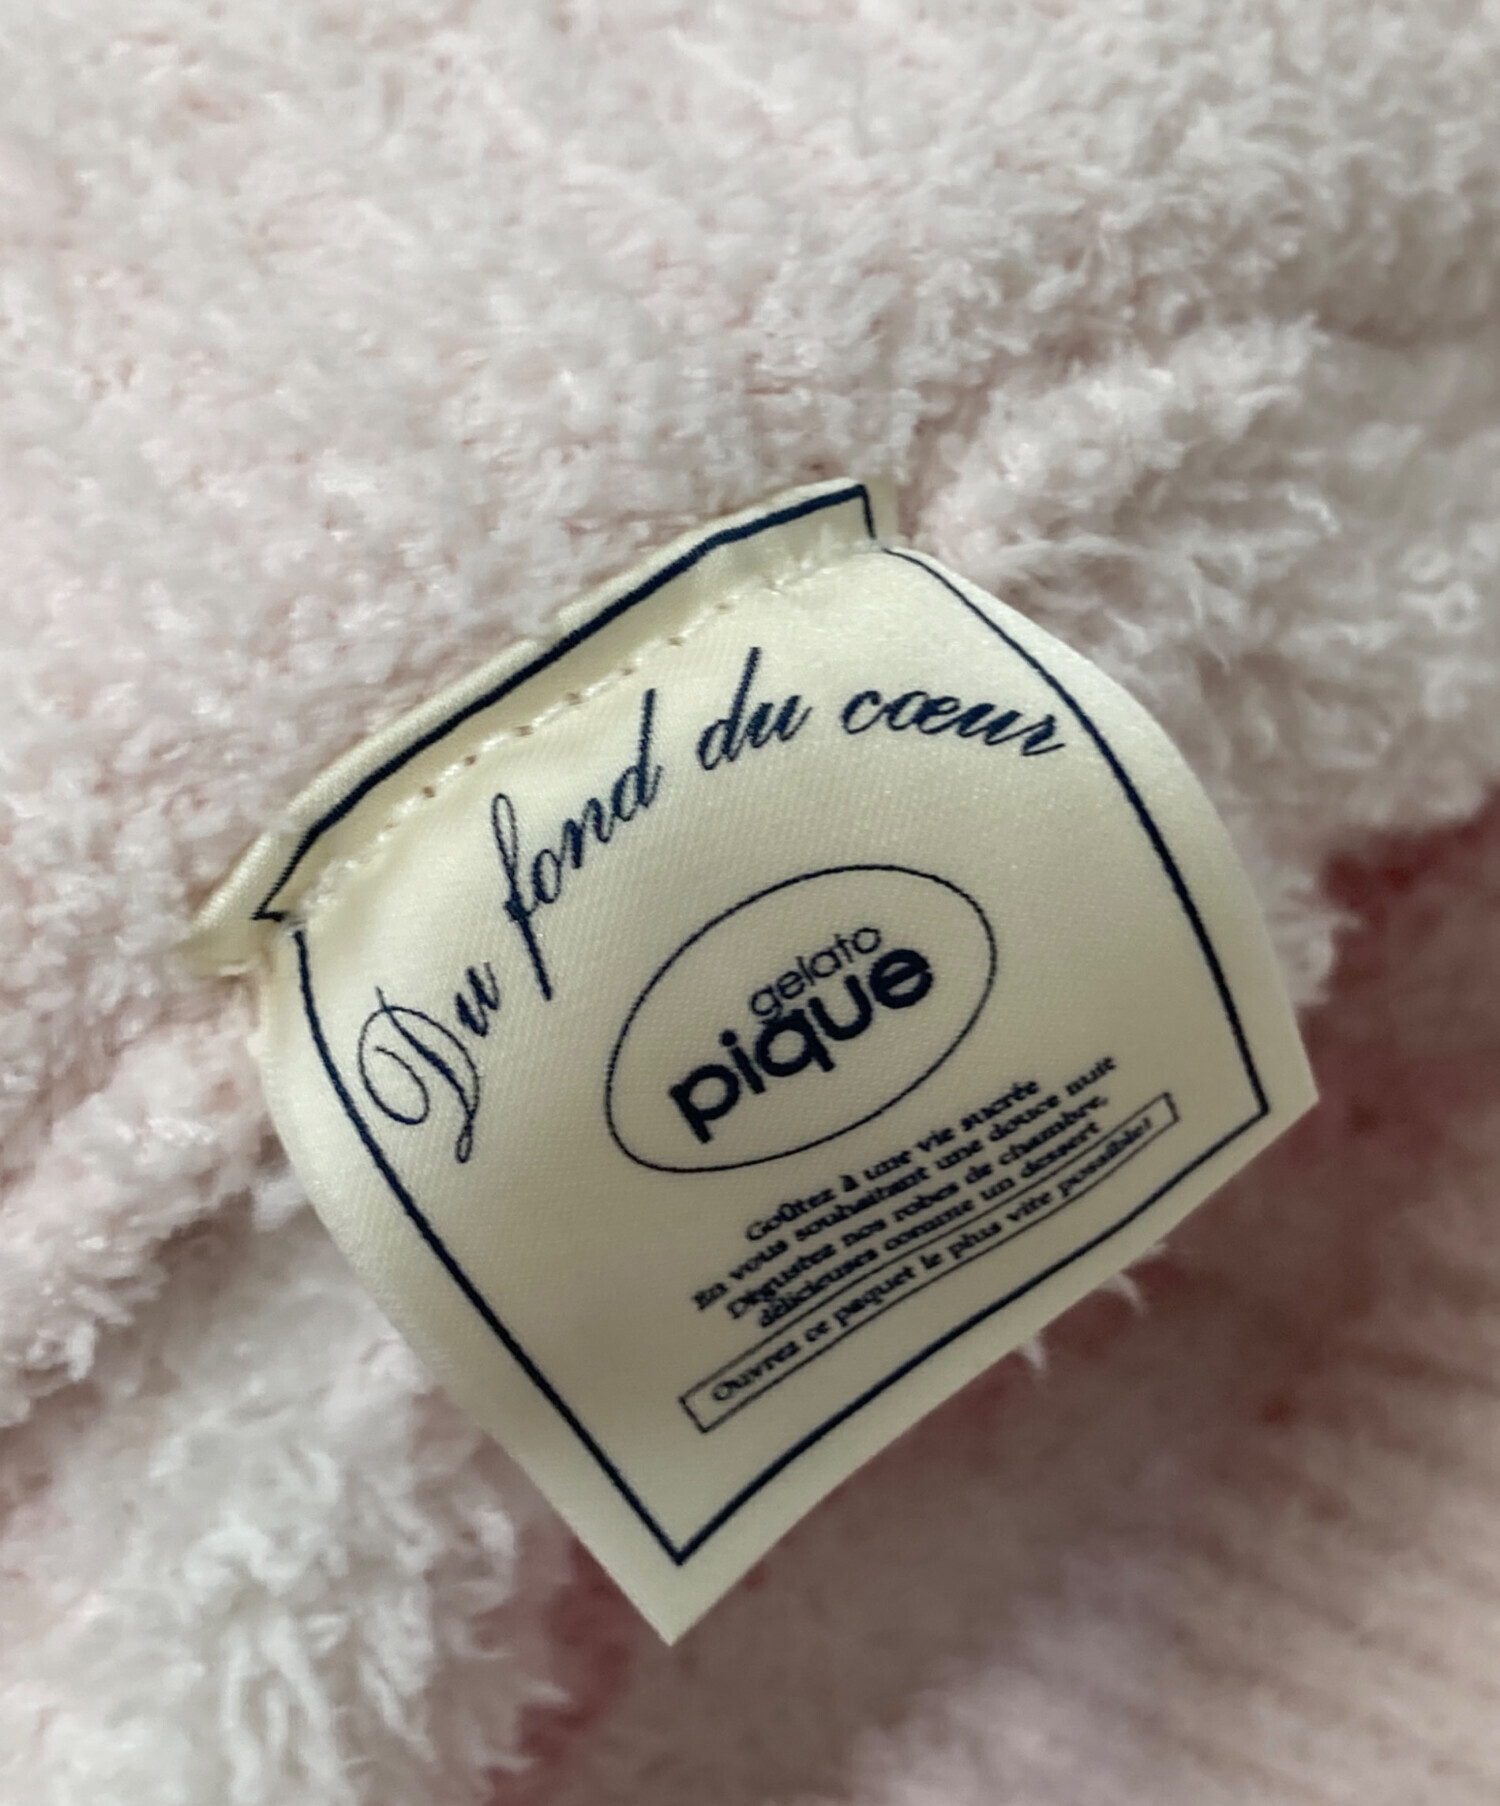 Du fond du cœur
gelato
pique
Goûtez à une vie sucrée
En vous souhaitant une douce nuit
Dégustez nos robes de chambre,
délicieuses comme un dessert
Ouvrez ce paquet le plus vite possible!